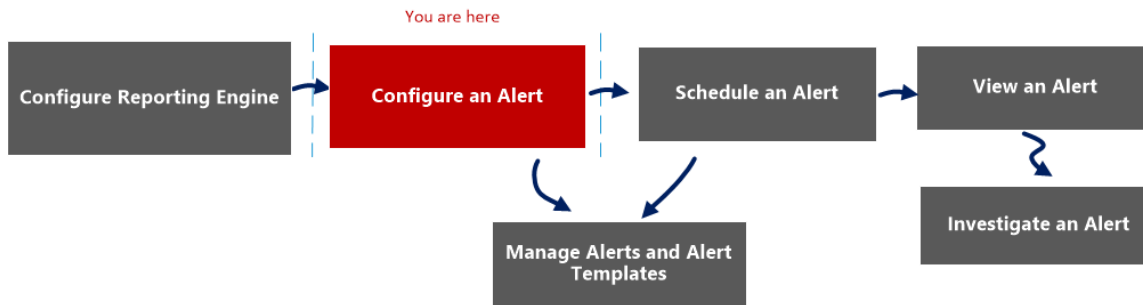 You are here
Configure Reporting Engine
Configure an Alert
Schedule an Alert
View an Alert
Manage Alerts and Alert
Templates
Investigate an Alert